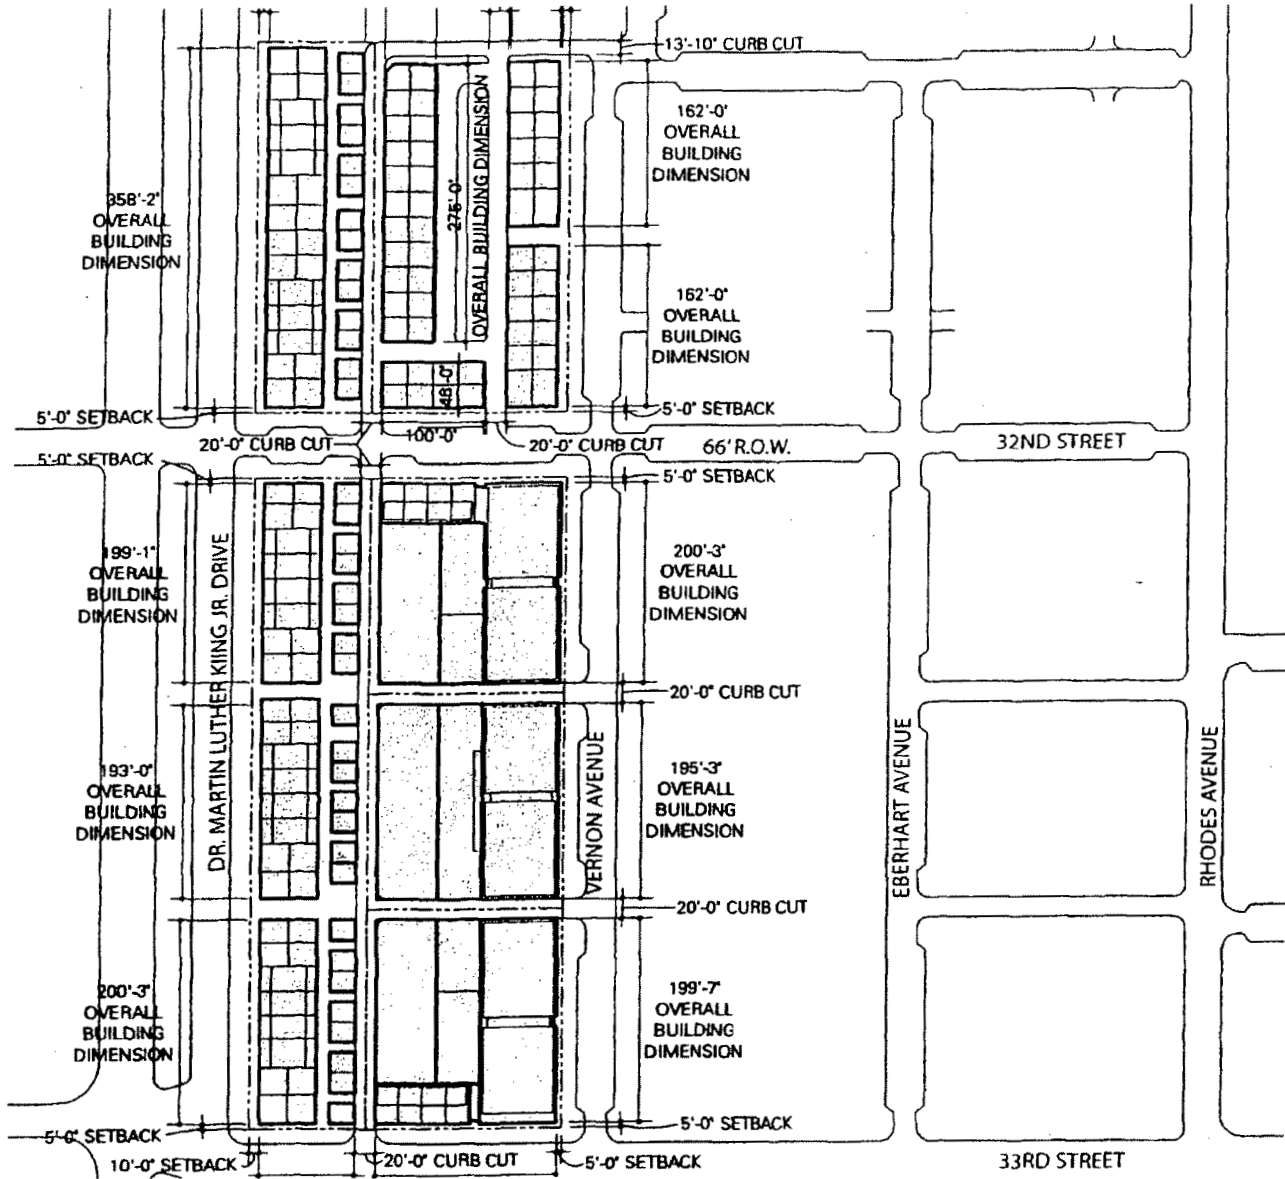 13'-10" CURB CUT
162'-0"
OVERALL
BUILDING
DIMENSION
358'-2"
OVERALL
BUILDING
DIMENSION
275'-0"
OVERALL BUILDING DIMENSION
162'-0"
OVERALL
BUILDING
DIMENSION
48'-0"
5'-0" SETBACK
5'-0" SETBACK
100'-0"
20'-0" CURB CUT
20'-0" CURB CUT
66' R.O.W.
32ND STREET
5'-0" SETBACK
5'-0" SETBACK
199'-1"
OVERALL
BUILDING
DIMENSION
DR. MARTIN LUTHER KIING JR. DRIVE
200'-3"
OVERALL
BUILDING
DIMENSION
20'-0" CURB CUT
193'-0"
OVERALL
BUILDING
DIMENSION
VERNON AVENUE
195'-3"
OVERALL
BUILDING
DIMENSION
EBERHART AVENUE
RHODES AVENUE
20'-0" CURB CUT
200'-3"
OVERALL
BUILDING
DIMENSION
199'-7"
OVERALL
BUILDING
DIMENSION
5'-0" SETBACK
5'-0" SETBACK
10'-0" SETBACK
20'-0" CURB CUT
5'-0" SETBACK
33RD STREET